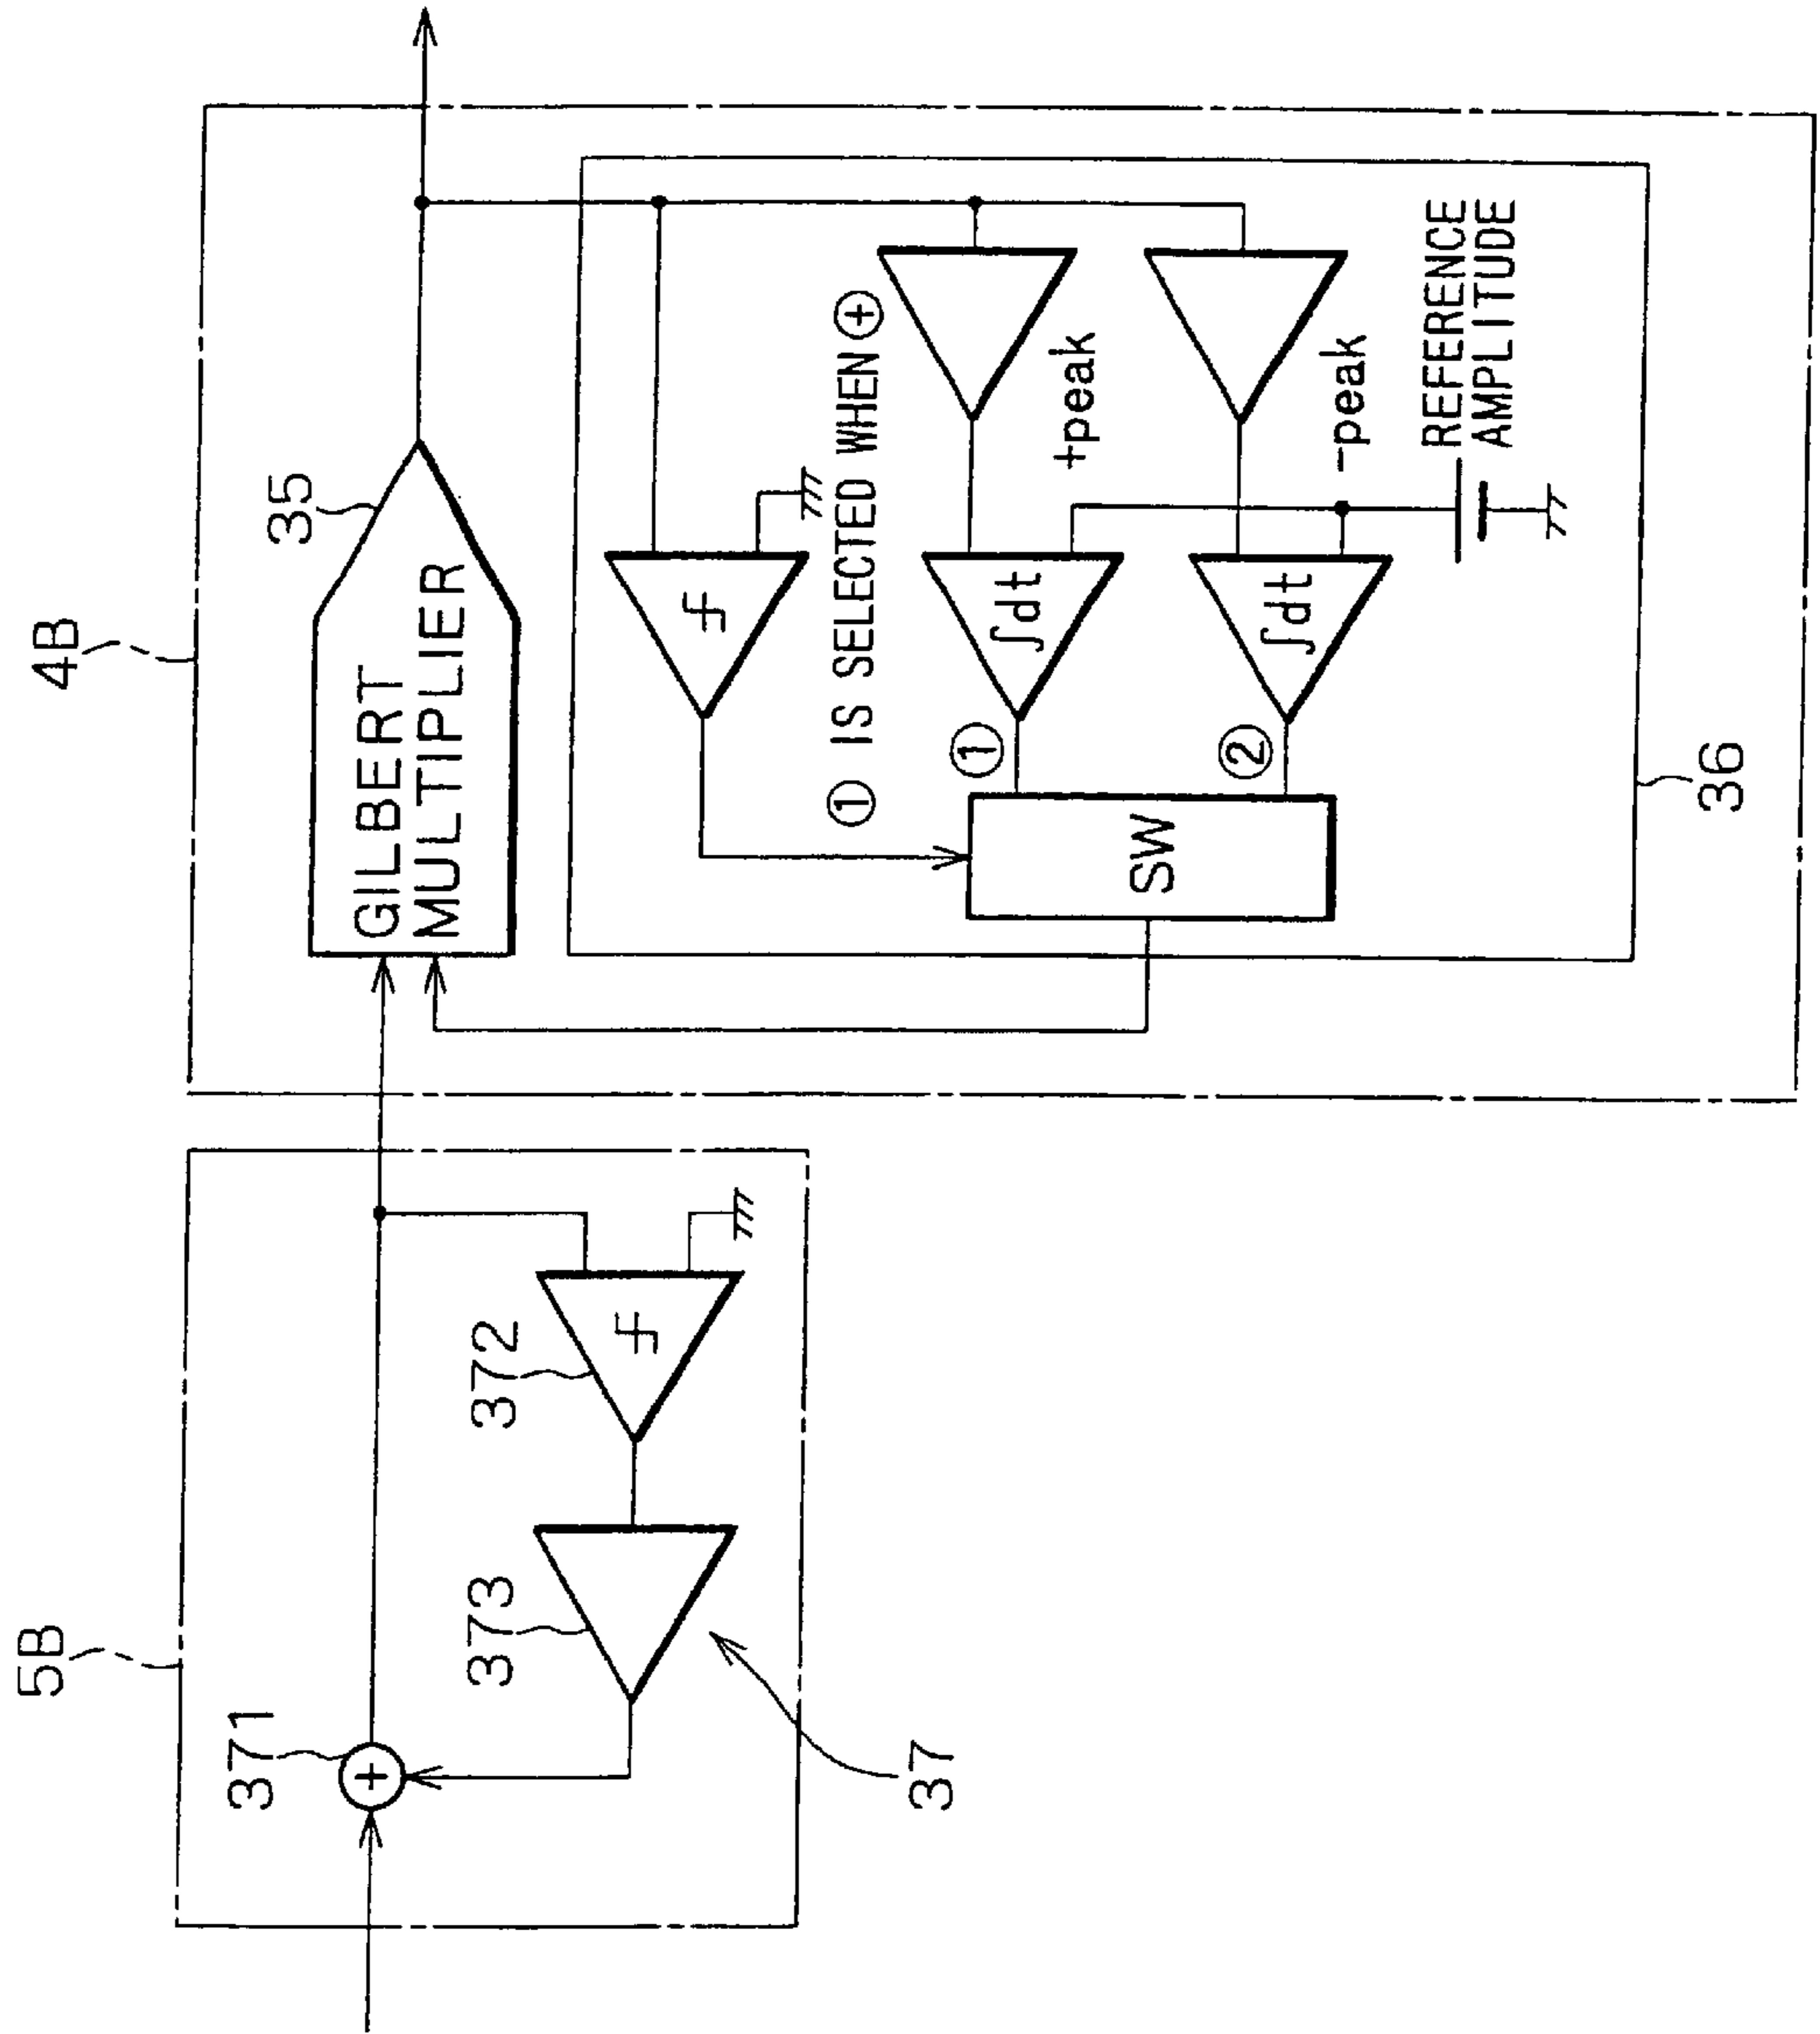 5B
4B
371
372
373
37
35
GILBERT
MULTIPLIER
① IS SELECTED WHEN ⊕
+peak
-peak
∫dt
∫dt
①
②
SW
REFERENCE
AMPLITUDE
36
+